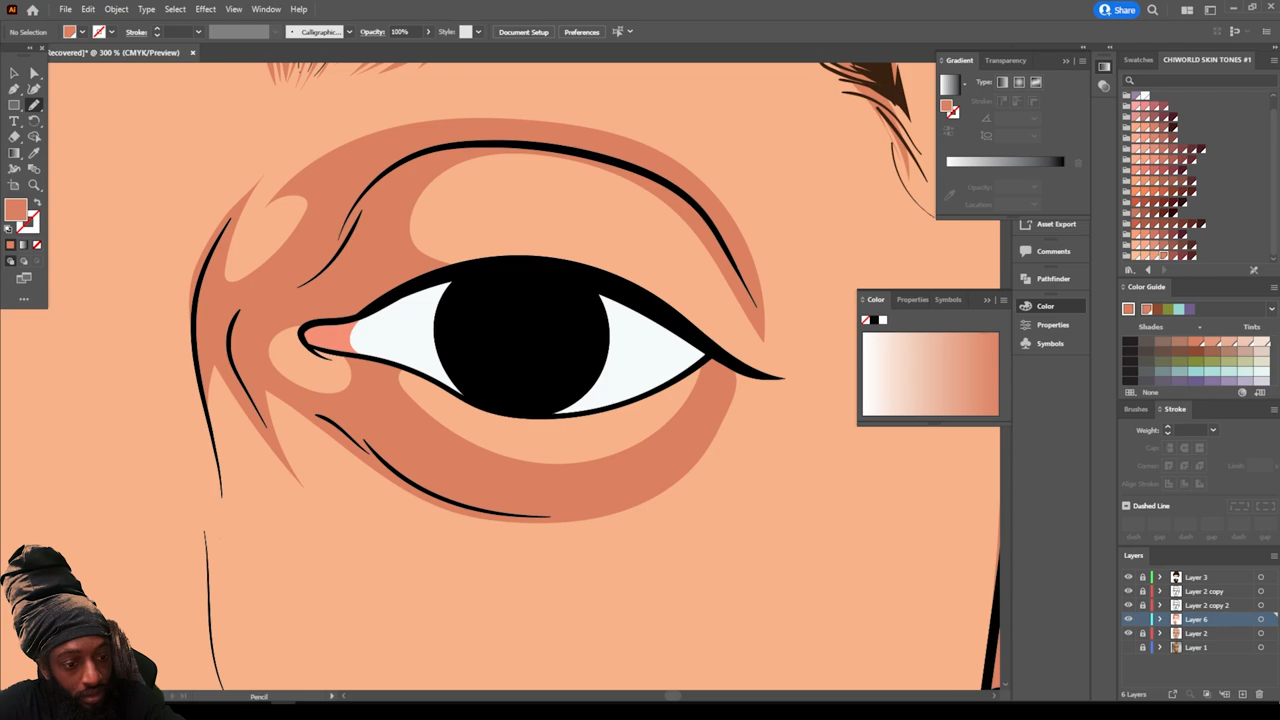 Ai File Edit Object Type Select Effect View Window Help Share
No Selection Stroke: Calligraphic... Opacity: 100% Style: Document Setup Preferences
Recovered]* @ 300 % (CMYK/Preview) ×
Gradient Transparency
Type:
Stroke:
Opacity:
Location:
Swatches CHIWORLD SKIN TONES #1
Asset Export
Comments
Pathfinder
Color
Properties
Symbols
Color Properties Symbols
Color Guide
Shades Tints
None
Brushes Stroke
Weight:
Cap:
Corner: Limit:
Align Stroke:
Dashed Line
dash gap dash gap dash gap
Layers
Layer 3
Layer 2 copy
Layer 2 copy 2
Layer 6
Layer 2
Layer 1
6 Layers
Pencil